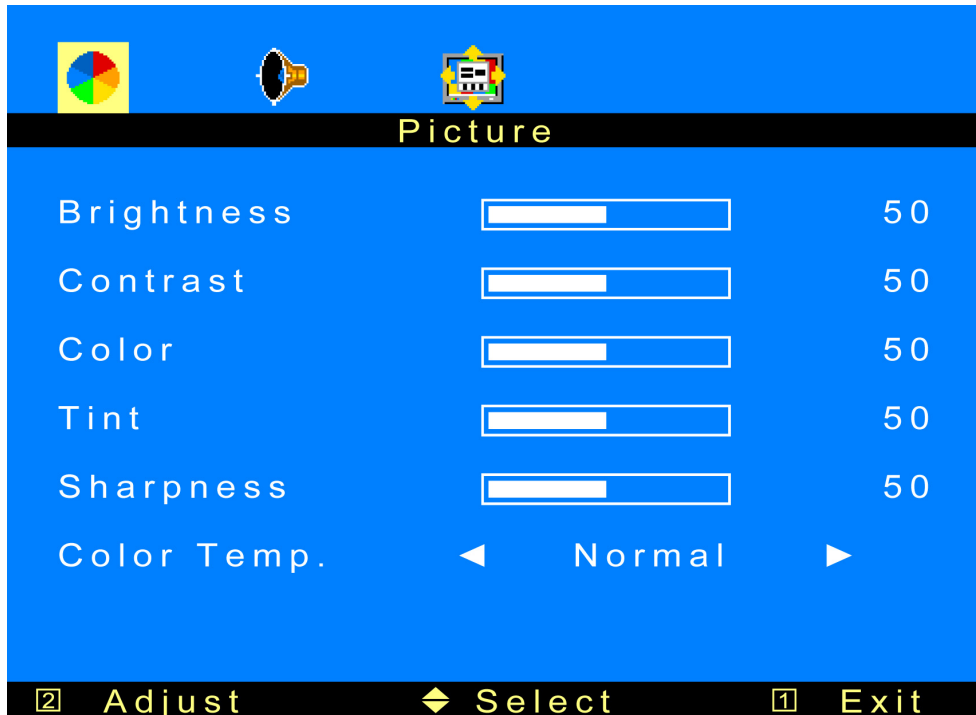 Picture
Brightness 50
Contrast 50
Color 50
Tint 50
Sharpness 50
Color Temp. ◀ Normal ▶
2 Adjust Select 1 Exit